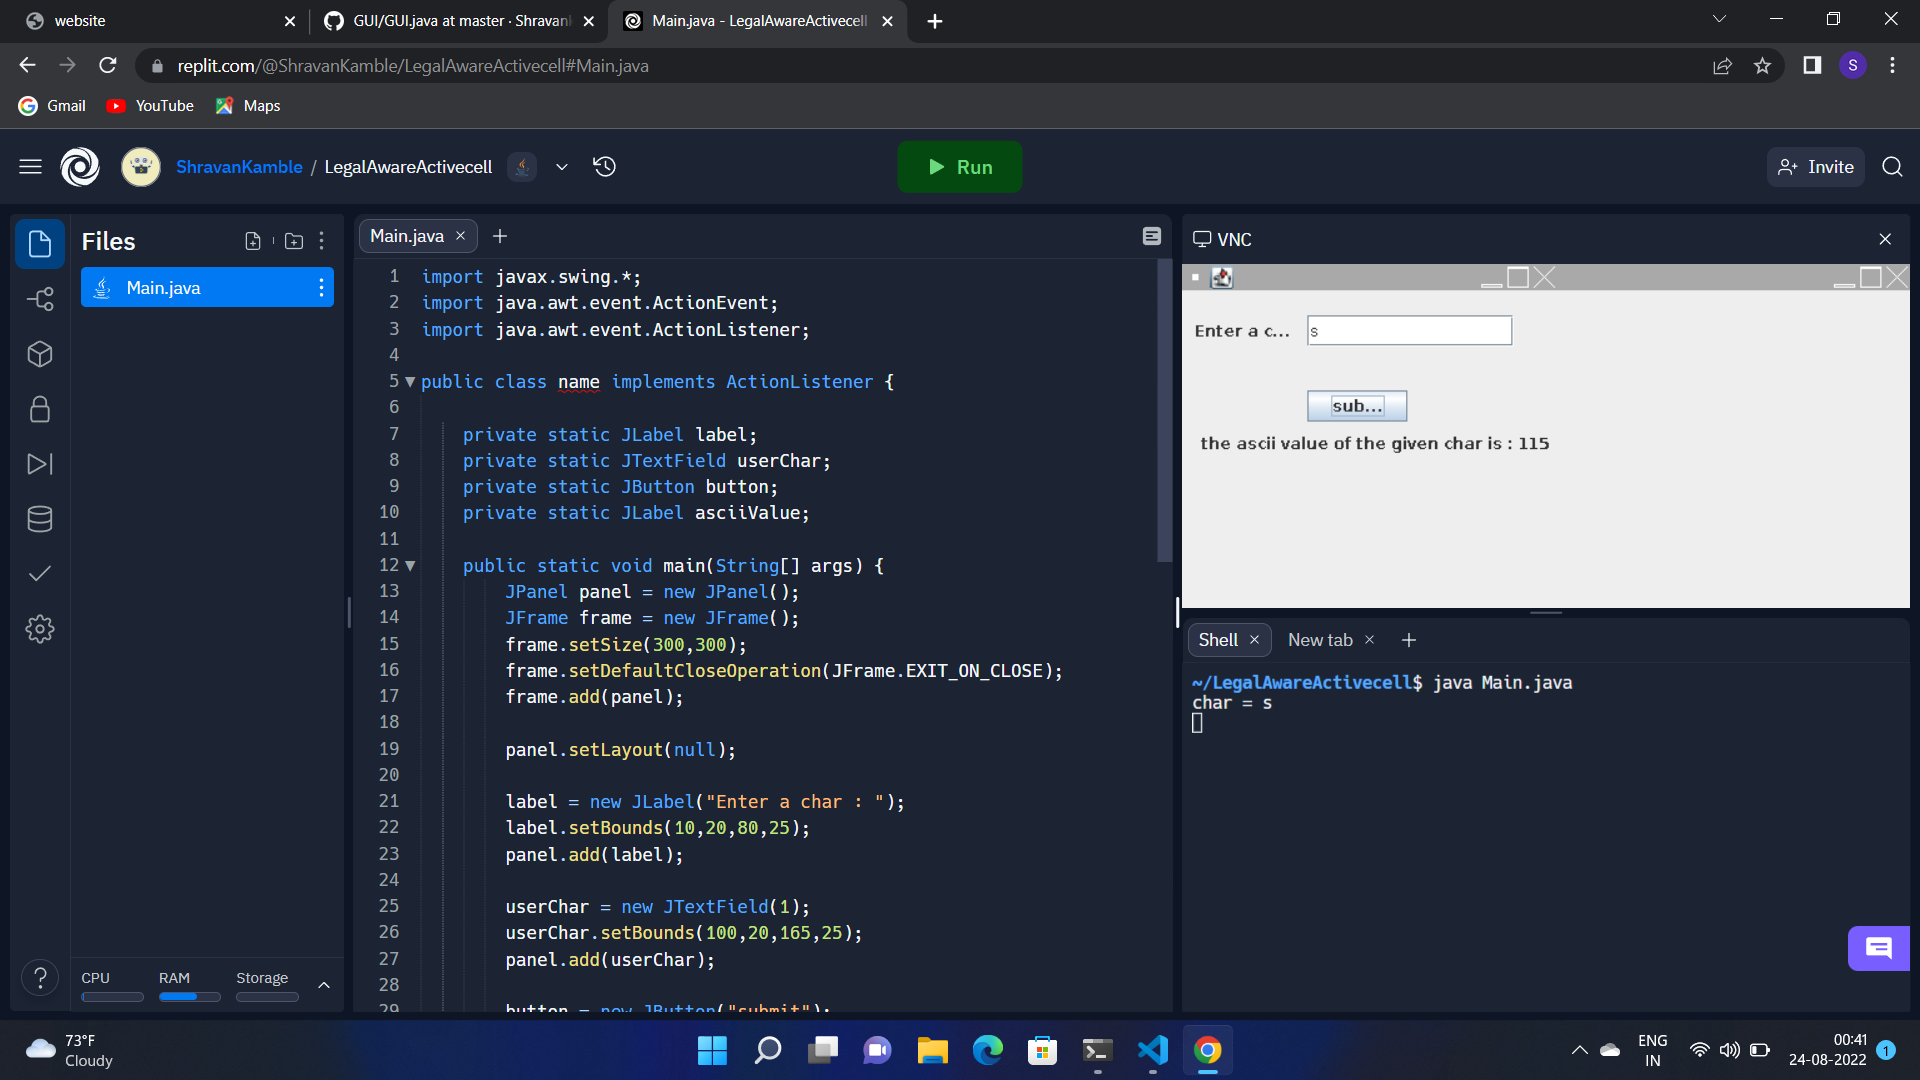 website
GUI/GUI.java at master · Shravan
Main.java - LegalAwareActivecell
replit.com/@ShravanKamble/LegalAwareActivecell#Main.java
S
Gmail
YouTube
Maps
ShravanKamble / LegalAwareActivecell
Run
Invite
Files
Main.java
Main.java
1 import javax.swing.*;
2 import java.awt.event.ActionEvent;
3 import java.awt.event.ActionListener;
4
5 public class name implements ActionListener {
6
7 private static JLabel label;
8 private static JTextField userChar;
9 private static JButton button;
10 private static JLabel asciiValue;
11
12 public static void main(String[] args) {
13 JPanel panel = new JPanel();
14 JFrame frame = new JFrame();
15 frame.setSize(300,300);
16 frame.setDefaultCloseOperation(JFrame.EXIT_ON_CLOSE);
17 frame.add(panel);
18
19 panel.setLayout(null);
20
21 label = new JLabel("Enter a char : ");
22 label.setBounds(10,20,80,25);
23 panel.add(label);
24
25 userChar = new JTextField(1);
26 userChar.setBounds(100,20,165,25);
27 panel.add(userChar);
28
29 button = new JButton("submit");
VNC
Enter a c... s
sub...
the ascii value of the given char is : 115
Shell
New tab
~/LegalAwareActivecell$ java Main.java
char = s
?
CPU
RAM
Storage
73°F
Cloudy
ENG
IN
00:41
24-08-2022
1